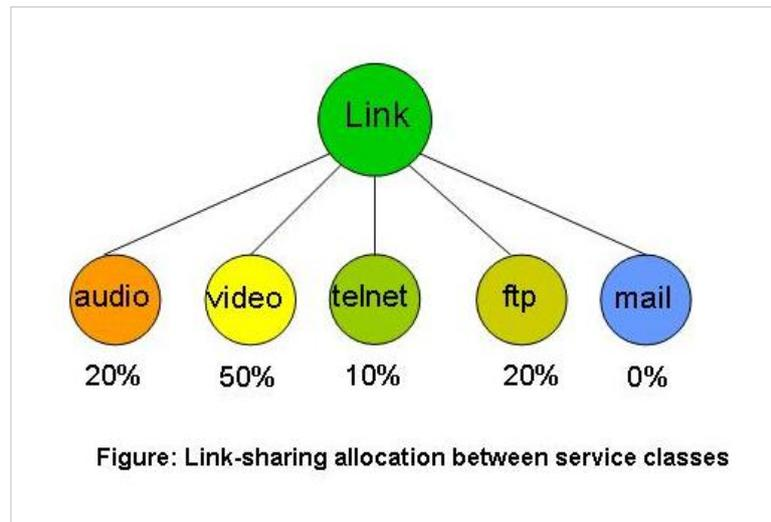 Link
audio video telnet ftp mail
20% 50% 10% 20% 0%
Figure: Link-sharing allocation between service classes